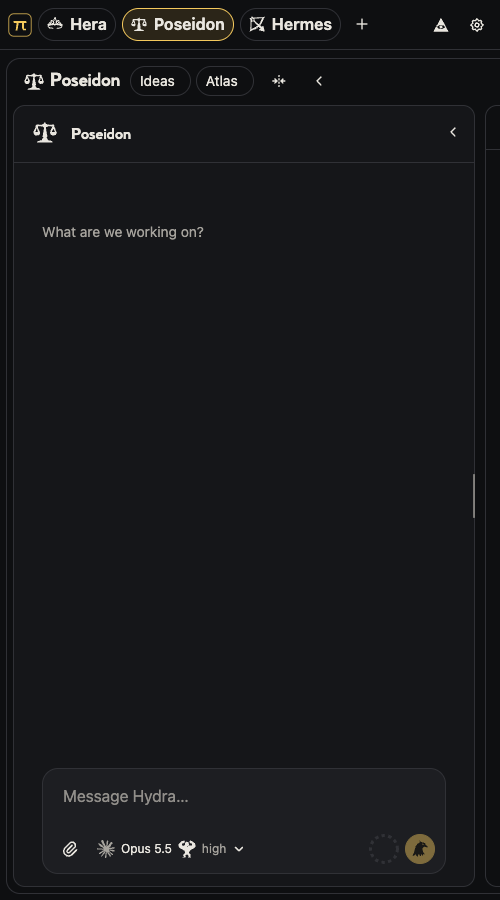 π Hera Poseidon Hermes +
Poseidon Ideas Atlas
Poseidon
What are we working on?
Message Hydra...
Opus 5.5 high